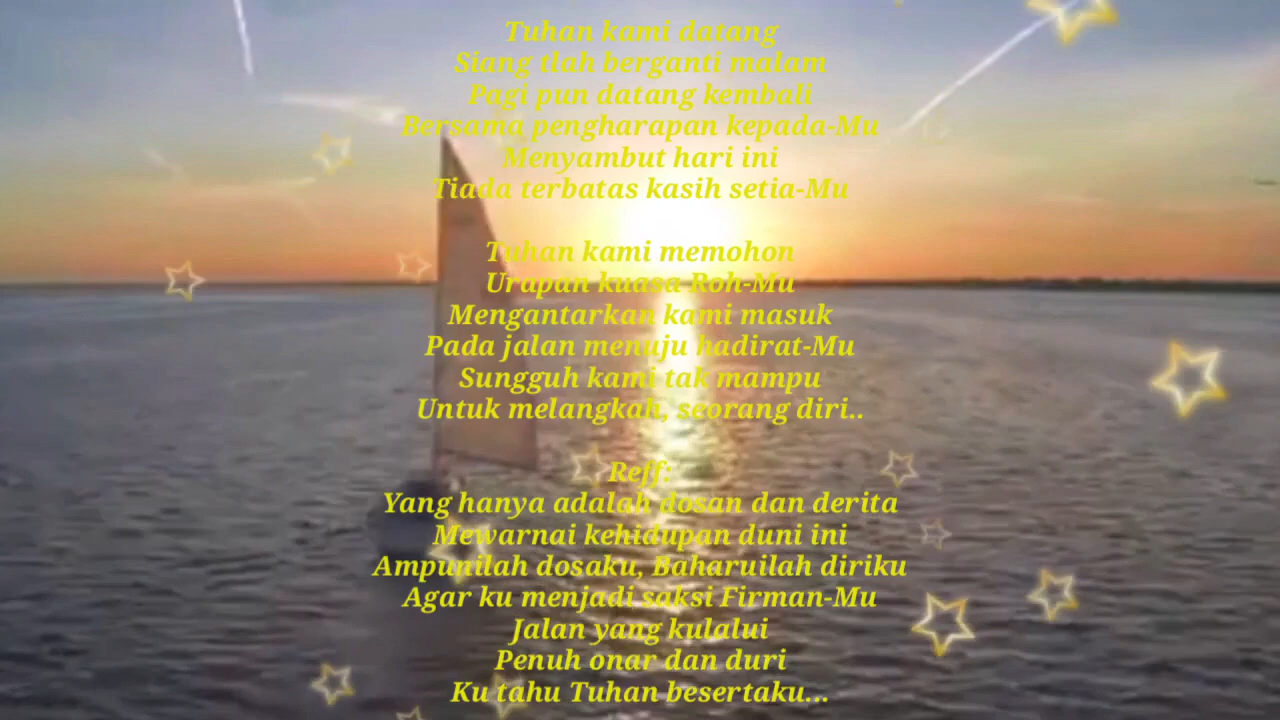 Tuhan kami datang
Siang tlah berganti malam
Pagi pun datang kembali
Bersama pengharapan kepada-Mu
Menyambut hari ini
Tiada terbatas kasih setia-Mu
Tuhan kami memohon
Urapan kuasa Roh-Mu
Mengantarkan kami masuk
Pada jalan menuju hadirat-Mu
Sungguh kami tak mampu
Untuk melangkah, seorang diri..
Reff:
Yang hanya adalah dosan dan derita
Mewarnai kehidupan duni ini
Ampunilah dosaku, Baharuilah diriku
Agar ku menjadi saksi Firman-Mu
Jalan yang kulalui
Penuh onar dan duri
Ku tahu Tuhan besertaku...